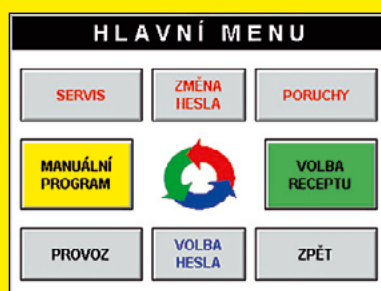 HLAVNÍ MENU
SERVIS
ZMĚNA
HESLA
PORUCHY
MANUÁLNÍ
PROGRAM
VOLBA
RECEPTU
PROVOZ
VOLBA
HESLA
ZPĚT